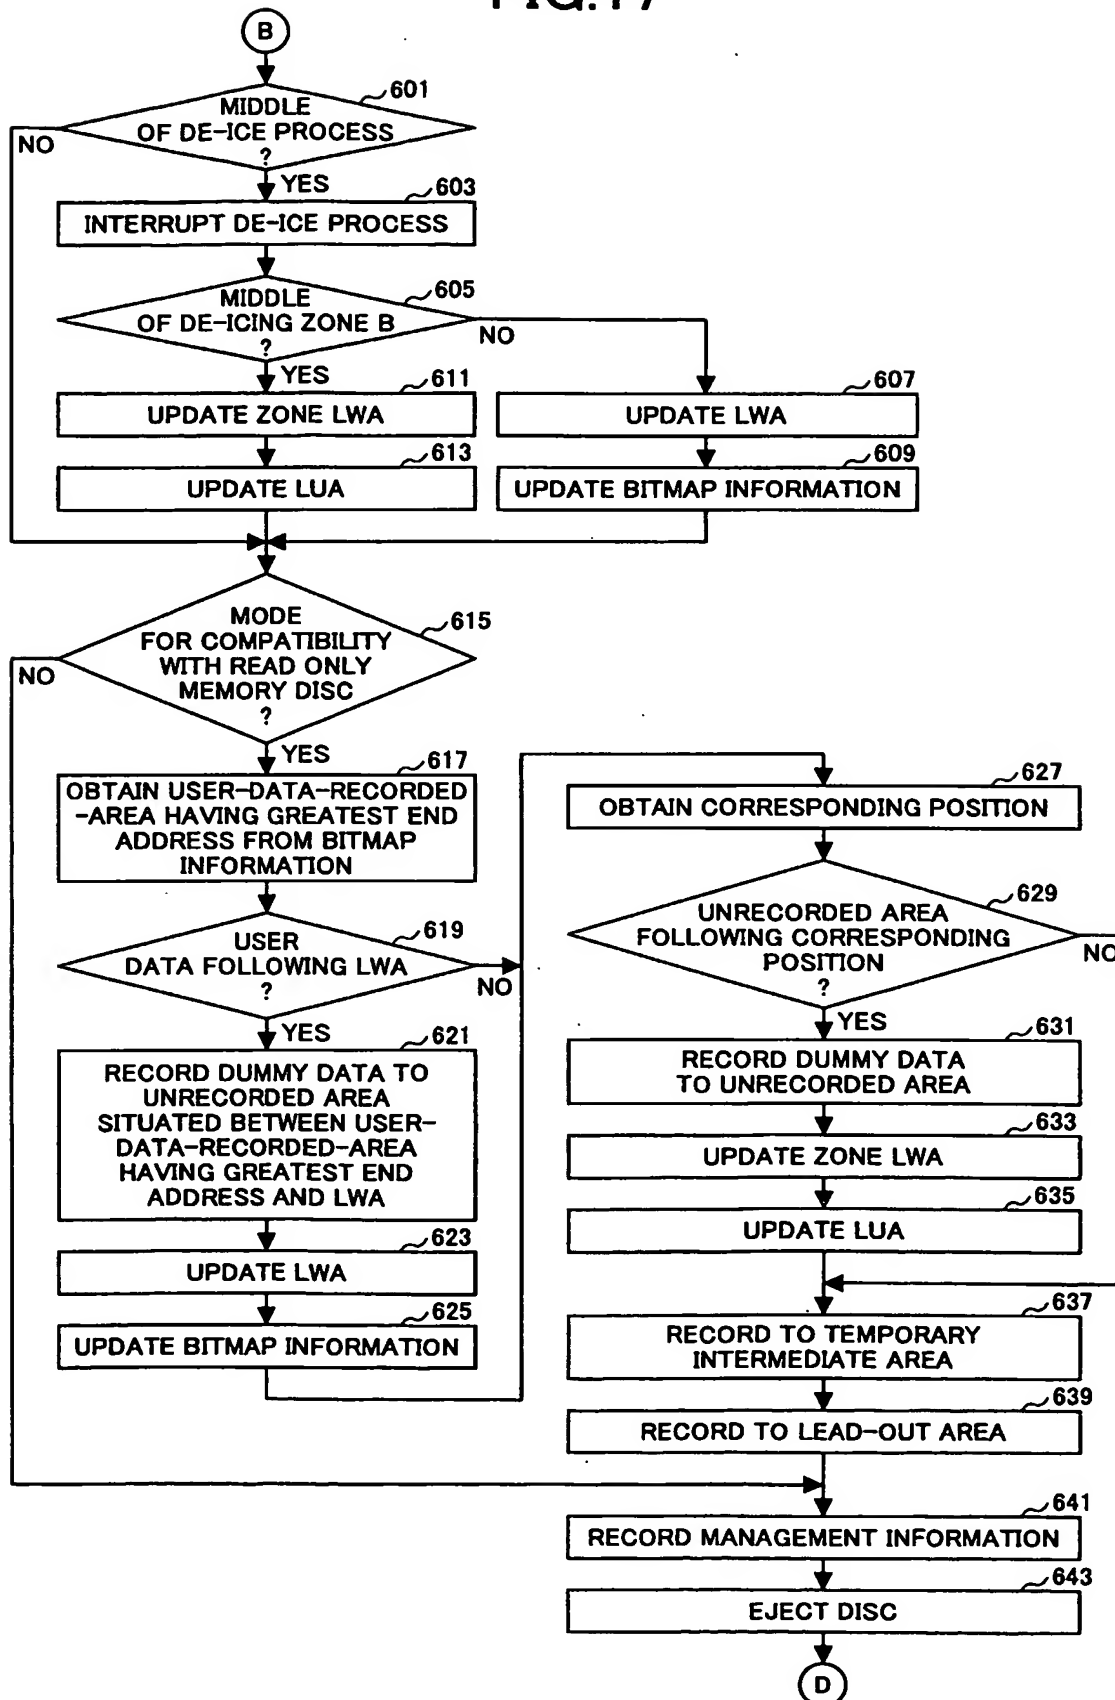 FIG.17
B
601
MIDDLE
OF DE-ICE PROCESS
?
NO
YES
603
INTERRUPT DE-ICE PROCESS
605
MIDDLE
OF DE-ICING ZONE B
?
NO
YES
611
UPDATE ZONE LWA
607
UPDATE LWA
613
UPDATE LUA
609
UPDATE BITMAP INFORMATION
615
MODE
FOR COMPATIBILITY
WITH READ ONLY
MEMORY DISC
?
NO
YES
617
OBTAIN USER-DATA-RECORDED
-AREA HAVING GREATEST END
ADDRESS FROM BITMAP
INFORMATION
619
USER
DATA FOLLOWING LWA
?
NO
YES
621
RECORD DUMMY DATA TO
UNRECORDED AREA
SITUATED BETWEEN USER-
DATA-RECORDED-AREA
HAVING GREATEST END
ADDRESS AND LWA
623
UPDATE LWA
625
UPDATE BITMAP INFORMATION
627
OBTAIN CORRESPONDING POSITION
629
UNRECORDED AREA
FOLLOWING CORRESPONDING
POSITION
?
NO
YES
631
RECORD DUMMY DATA
TO UNRECORDED AREA
633
UPDATE ZONE LWA
635
UPDATE LUA
637
RECORD TO TEMPORARY
INTERMEDIATE AREA
639
RECORD TO LEAD-OUT AREA
641
RECORD MANAGEMENT INFORMATION
643
EJECT DISC
D